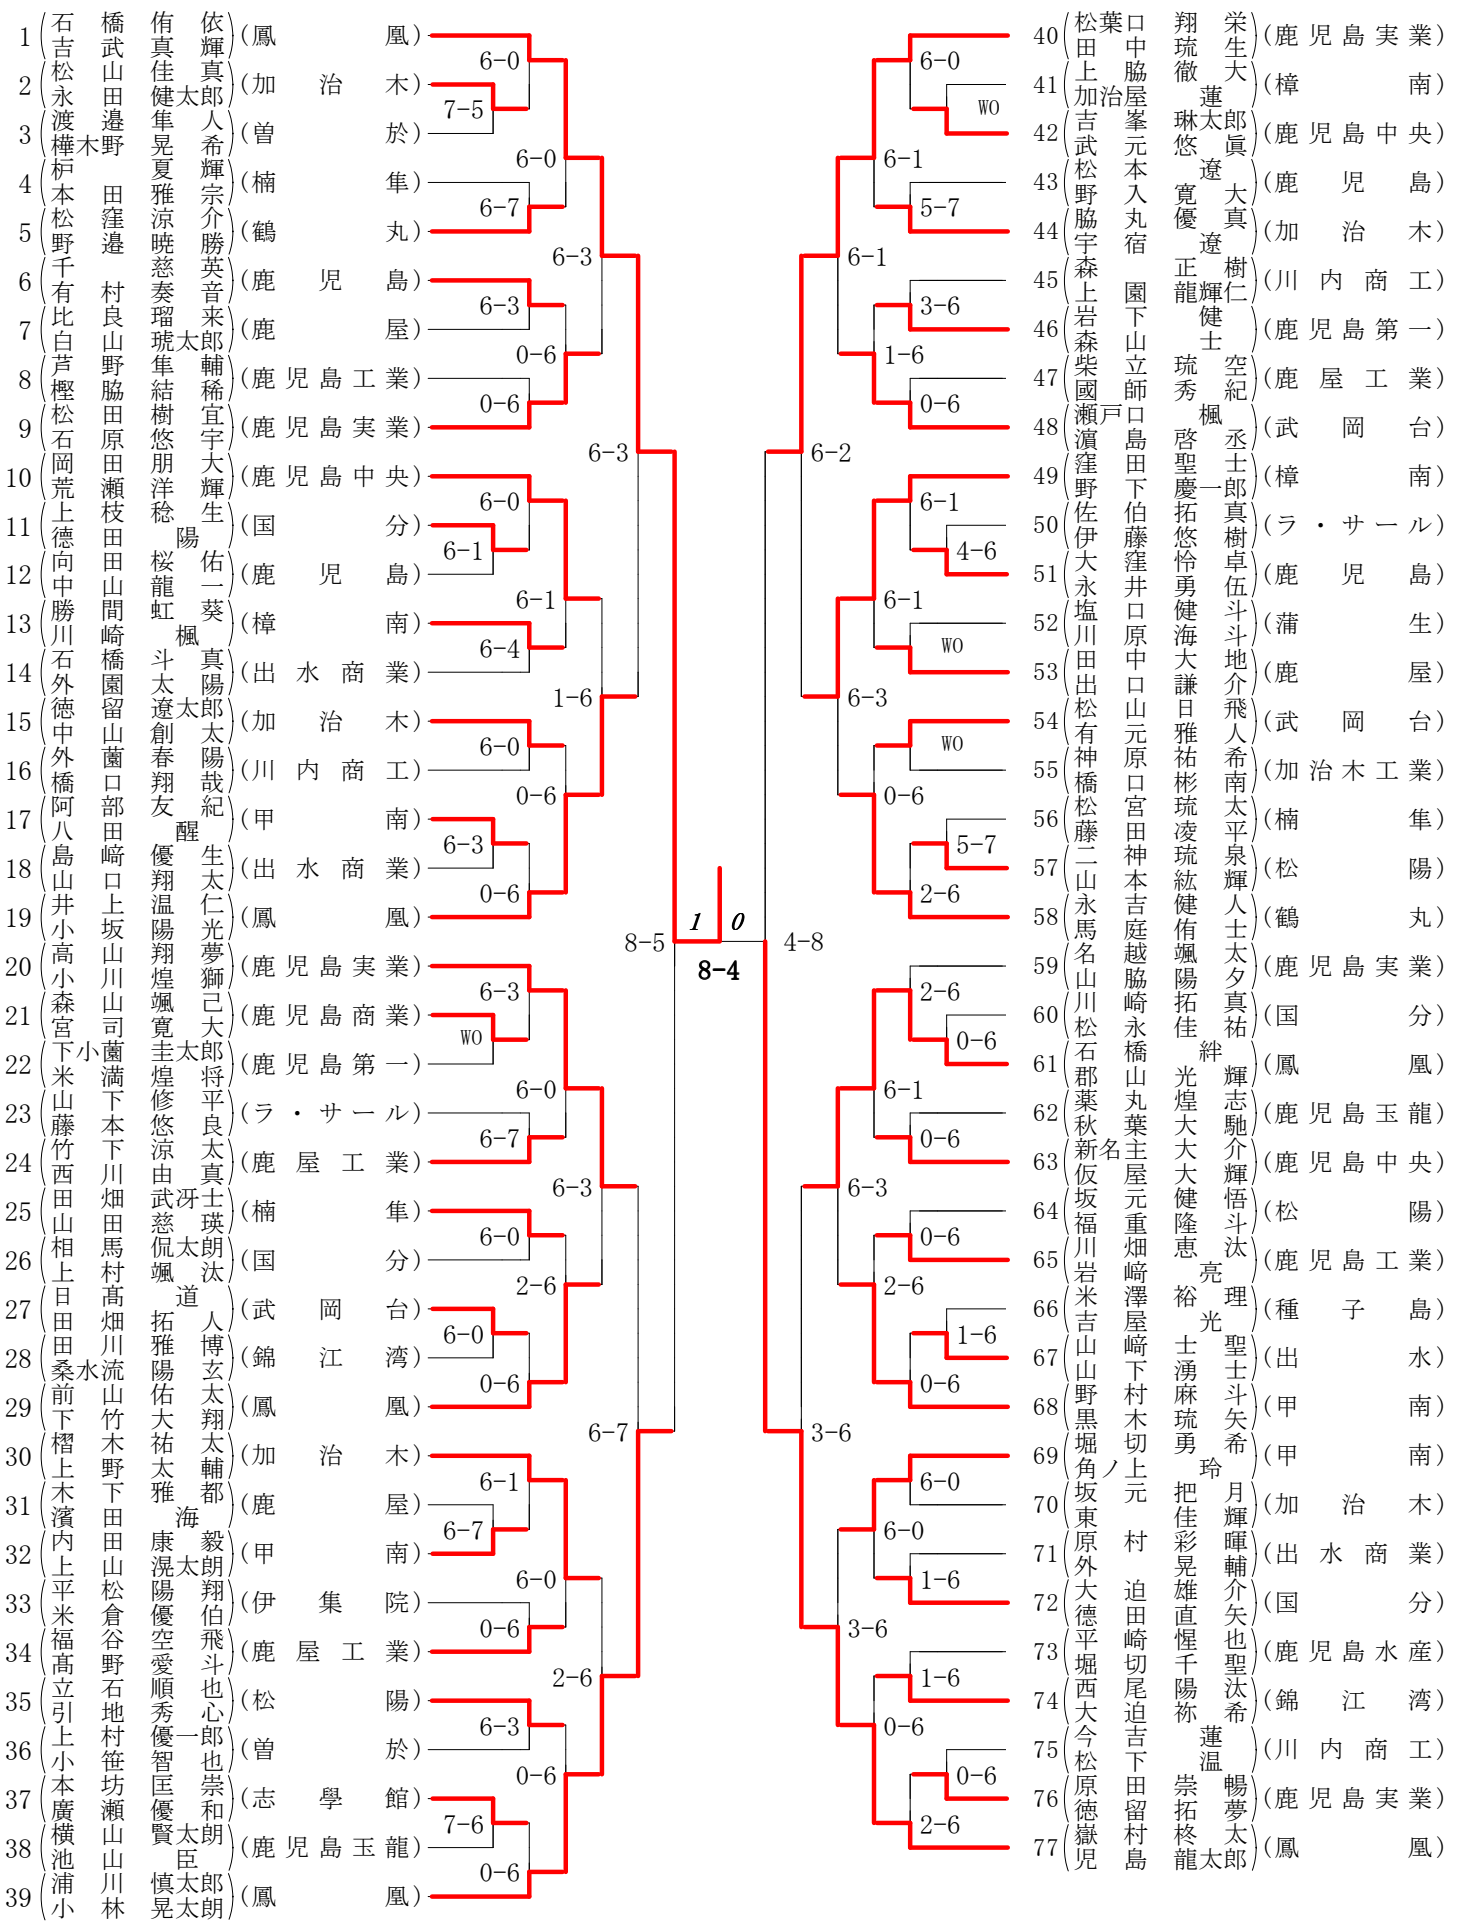 1 (石橋侑依 吉武真輝) (鳳凰)
2 (松山佳真 永田健太郎) (加治木)
3 (渡邉隼人 樺木野晃希) (曽於)
4 (枦夏輝 本田雅宗) (楠隼)
5 (松窪涼介 野邉暁勝) (鶴丸)
6 (千慈英 有村奏音) (鹿児島)
7 (比良瑠来 白山琥太郎) (鹿屋)
8 (芦野隼輔 樫脇結稀) (鹿児島工業)
9 (松田樹宜 石原悠宇) (鹿児島実業)
10 (岡田朋大 荒瀬洋輝) (鹿児島中央)
11 (上枝稔生 德田陽) (国分)
12 (向田桜佑 中山龍一) (鹿児島)
13 (勝間虹葵 川崎楓) (樟南)
14 (石橋斗真 外園太陽) (出水商業)
15 (徳留遼太郎 中山創太) (加治木)
16 (外薗春陽 橋口翔哉) (川内商工)
17 (阿部友紀 八田醒) (甲南)
18 (島﨑優生 山口翔太) (出水商業)
19 (井上温仁 小坂陽光) (鳳凰)
20 (高山翔夢 小川煌獅) (鹿児島実業)
21 (森山颯己 宮司寛大) (鹿児島商業)
22 (下小薗圭太郎 米満煌将) (鹿児島第一)
23 (山下修平 藤本悠良) (ラ・サール)
24 (竹下涼太 西川由真) (鹿屋工業)
25 (田畑武冴士 山田慈瑛) (楠隼)
26 (相馬侃太朗 上村颯汰) (国分)
27 (日髙道 田畑拓人) (武岡台)
28 (田川雅博 桑水流陽玄) (錦江湾)
29 (前山佑太 下竹大翔) (鳳凰)
30 (槢木祐太 上野太輔) (加治木)
31 (木下雅都 濱田海) (鹿屋)
32 (内田康毅 上山滉太朗) (甲南)
33 (平松陽翔 米倉優伯) (伊集院)
34 (福谷空飛 髙野愛斗) (鹿屋工業)
35 (立石順也 引地秀心) (松陽)
36 (上村優一郎 小笹智也) (曽於)
37 (本坊匡崇 廣瀬優和) (志學館)
38 (横山賢太朗 池山臣) (鹿児島玉龍)
39 (浦川慎太郎 小林晃太朗) (鳳凰)
6-0
7-5
6-0
6-7
6-3
6-3
0-6
0-6
6-3
6-0
6-1
6-1
6-4
1-6
6-0
0-6
6-3
0-6
8-5
6-3
WO
6-0
6-7
6-3
6-0
2-6
6-0
0-6
6-7
6-1
6-7
6-0
0-6
2-6
6-3
0-6
7-6
0-6
1 0
8-4
40 (松葉口翔栄 田中琉生) (鹿児島実業)
41 (上脇徹大 加治屋蓮) (樟南)
42 (吉峯琳太郎 武元悠眞) (鹿児島中央)
43 (松本遼 野入寛大) (鹿児島)
44 (脇丸優真 宇宿遼) (加治木)
45 (森正樹 上園龍輝仁) (川内商工)
46 (岩下健 森山士) (鹿児島第一)
47 (柴立琉空 國師秀紀) (鹿屋工業)
48 (瀬戸口楓 濵島啓丞) (武岡台)
49 (窪田聖士 野下慶一郎) (樟南)
50 (佐伯拓真 伊藤悠樹) (ラ・サール)
51 (大窪怜卓 永井勇伍) (鹿児島)
52 (塩口健斗 川原海斗) (蒲生)
53 (田中大地 出口謙介) (鹿屋)
54 (松山日飛 有元雅人) (武岡台)
55 (神原祐希 橋口彬南) (加治木工業)
56 (松宮琉太 藤田凌平) (楠隼)
57 (二神琉泉 山本紘輝) (松陽)
58 (永吉健人 馬庭侑士) (鶴丸)
59 (名越颯太 山脇陽夕) (鹿児島実業)
60 (川崎拓真 松永佳祐) (国分)
61 (石橋絆 郡山光輝) (鳳凰)
62 (薬丸煌志 秋葉大馳) (鹿児島玉龍)
63 (新名主大介 仮屋大輝) (鹿児島中央)
64 (坂元健悟 福重隆斗) (松陽)
65 (川畑恵汰 岩﨑亮) (鹿児島工業)
66 (米澤裕理 吉屋光) (種子島)
67 (山﨑士聖 山下湧士) (出水)
68 (野村麻斗 黒木琉矢) (甲南)
69 (堀切勇希 角ノ上玲) (甲南)
70 (坂元把月 東佳輝) (加治木)
71 (原村彩暉 外晃輔) (出水商業)
72 (大迫雄介 德田直矢) (国分)
73 (平崎惺也 堀切千聖) (鹿児島水産)
74 (西尾陽汰 大迫祢希) (錦江湾)
75 (今吉蓮 松下温) (川内商工)
76 (原田崇暢 徳留拓夢) (鹿児島実業)
77 (嶽村柊太 児島龍太郎) (鳳凰)
6-0
WO
6-1
5-7
6-1
3-6
1-6
0-6
6-2
6-1
4-6
6-1
WO
6-3
WO
0-6
5-7
2-6
4-8
2-6
0-6
6-1
0-6
6-3
0-6
2-6
1-6
0-6
3-6
6-0
6-0
1-6
3-6
1-6
0-6
0-6
2-6